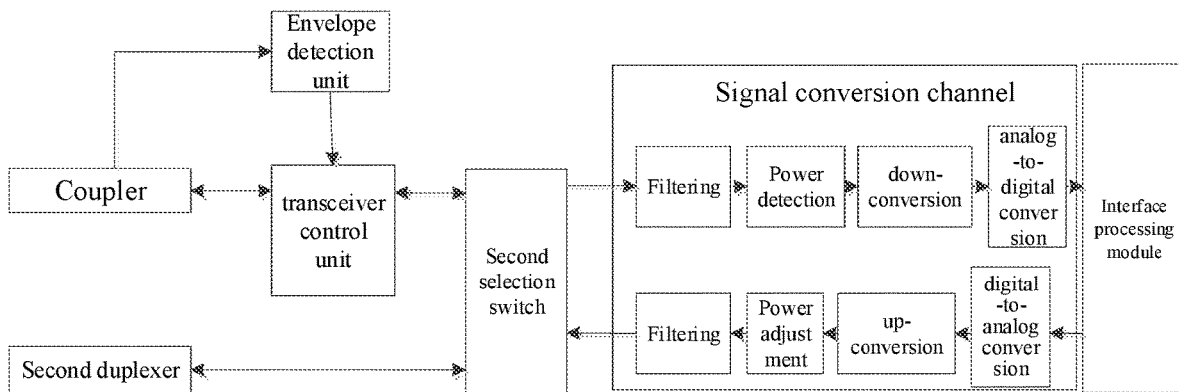 Envelope
detection
unit
Coupler
transceiver
control
unit
Second duplexer
Second
selection
switch
Signal conversion channel
Filtering
Power
detection
down-
conversion
analog
-to-
digital
conver
sion
Filtering
Power
adjust
ment
up-
conversion
digital
-to-
analog
conver
sion
Interface
processing
module